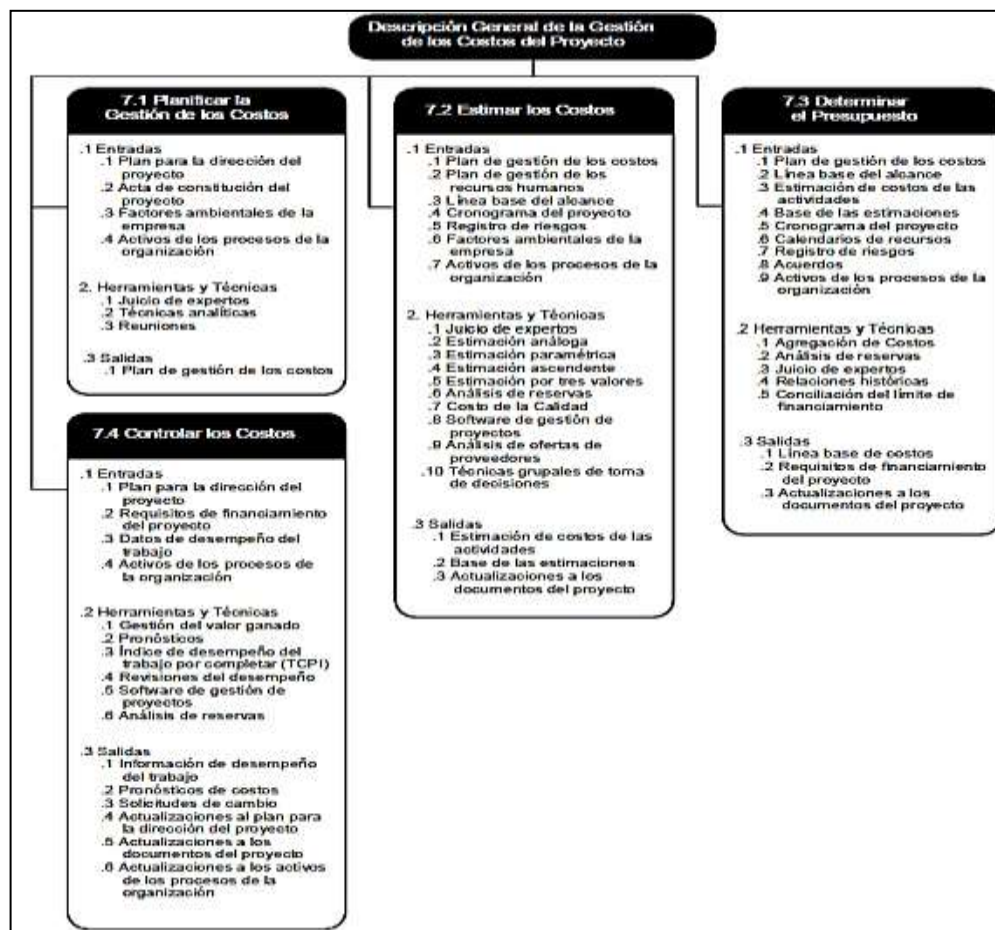 Descripción General de la Gestión
de los Costos del Proyecto
7.1 Planificar la
Gestión de los Costos
.1 Entradas
.1 Plan para la dirección del
proyecto
.2 Acta de constitución del
proyecto
.3 Factores ambientales de la
empresa
.4 Activos de los procesos de la
organización
2. Herramientas y Técnicas
.1 Juicio de expertos
.2 Técnicas analíticas
.3 Reuniones
.3 Salidas
.1 Plan de gestión de los costos
7.2 Estimar los Costos
.1 Entradas
.1 Plan de gestión de los costos
.2 Plan de gestión de los
recursos humanos
.3 Línea base del alcance
.4 Cronograma del proyecto
.5 Registro de riesgos
.6 Factores ambientales de la
empresa
.7 Activos de los procesos de la
organización
2. Herramientas y Técnicas
.1 Juicio de expertos
.2 Estimación análoga
.3 Estimación paramétrica
.4 Estimación ascendente
.5 Estimación por tres valores
.6 Análisis de reservas
.7 Costo de la Calidad
.8 Software de gestión de
proyectos
.9 Análisis de ofertas de
proveedores
.10 Técnicas grupales de toma
de decisiones
.3 Salidas
.1 Estimación de costos de las
actividades
.2 Base de las estimaciones
.3 Actualizaciones a los
documentos del proyecto
7.3 Determinar
el Presupuesto
.1 Entradas
.1 Plan de gestión de los costos
.2 Línea base del alcance
.3 Estimación de costos de las
actividades
.4 Base de las estimaciones
.5 Cronograma del proyecto
.6 Calendarios de recursos
.7 Registro de riesgos
.8 Acuerdos
.9 Activos de los procesos de la
organización
.2 Herramientas y Técnicas
.1 Agregación de Costos
.2 Análisis de reservas
.3 Juicio de expertos
.4 Relaciones históricas
.5 Conciliación del límite de
financiamiento
.3 Salidas
.1 Línea base de costos
.2 Requisitos de financiamiento
del proyecto
.3 Actualizaciones a los
documentos del proyecto
7.4 Controlar los Costos
.1 Entradas
.1 Plan para la dirección del
proyecto
.2 Requisitos de financiamiento
del proyecto
.3 Datos de desempeño del
trabajo
.4 Activos de los procesos de
la organización
.2 Herramientas y Técnicas
.1 Gestión del valor ganado
.2 Pronósticos
.3 Índice de desempeño del
trabajo por completar (TCPI)
.4 Revisiones del desempeño
.5 Software de gestión de
proyectos
.6 Análisis de reservas
.3 Salidas
.1 Información de desempeño
del trabajo
.2 Pronósticos de costos
.3 Solicitudes de cambio
.4 Actualizaciones al plan para
la dirección del proyecto
.5 Actualizaciones a los
documentos del proyecto
.6 Actualizaciones a los activos
de los procesos de la
organización